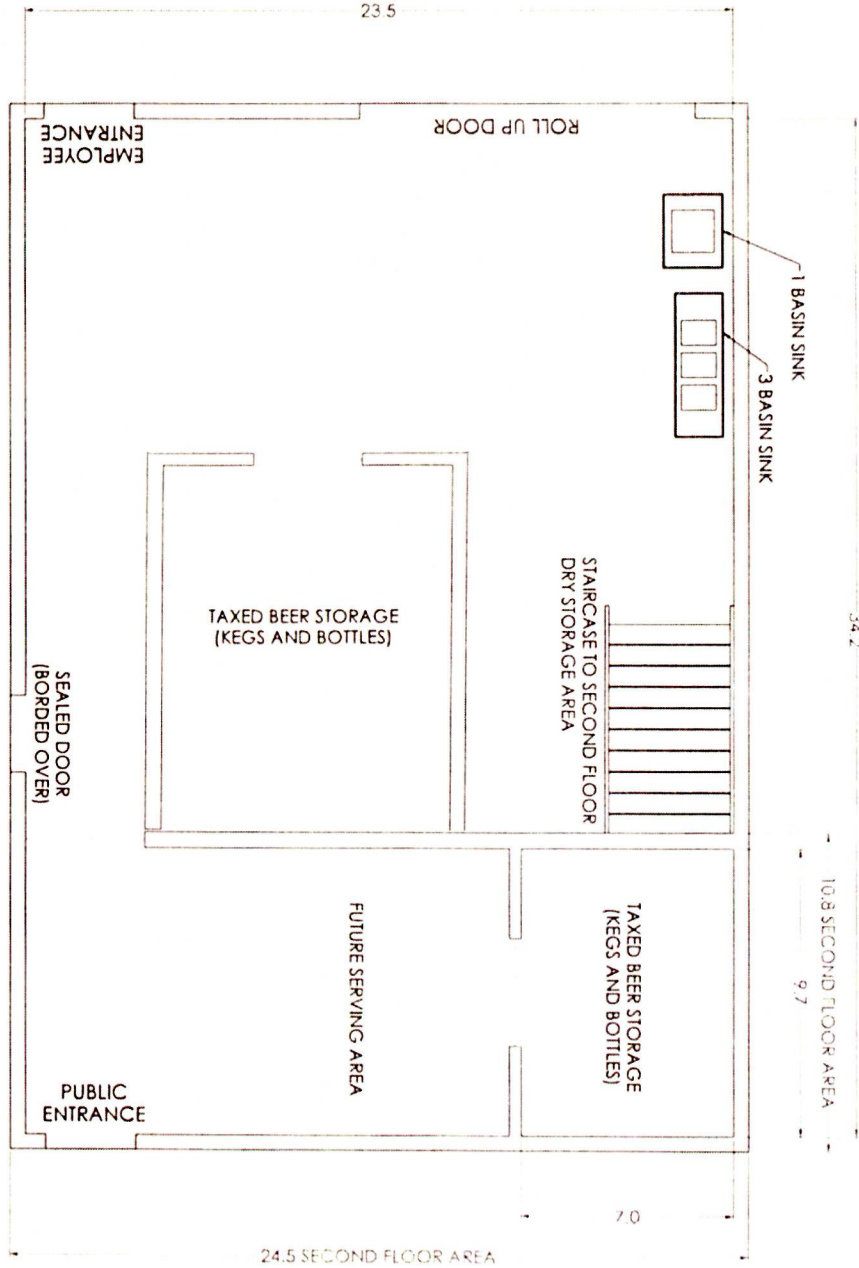 23.5
EMPLOYEE
ENTRANCE
ROLL UP DOOR
1 BASIN SINK
3 BASIN SINK
34.2
STAIRCASE TO SECOND FLOOR
DRY STORAGE AREA
TAXED BEER STORAGE
(KEGS AND BOTTLES)
SEALED DOOR
(BORDED OVER)
10.8 SECOND FLOOR AREA
9.7
TAXED BEER STORAGE
(KEGS AND BOTTLES)
FUTURE SERVING AREA
PUBLIC
ENTRANCE
7.0
24.5 SECOND FLOOR AREA